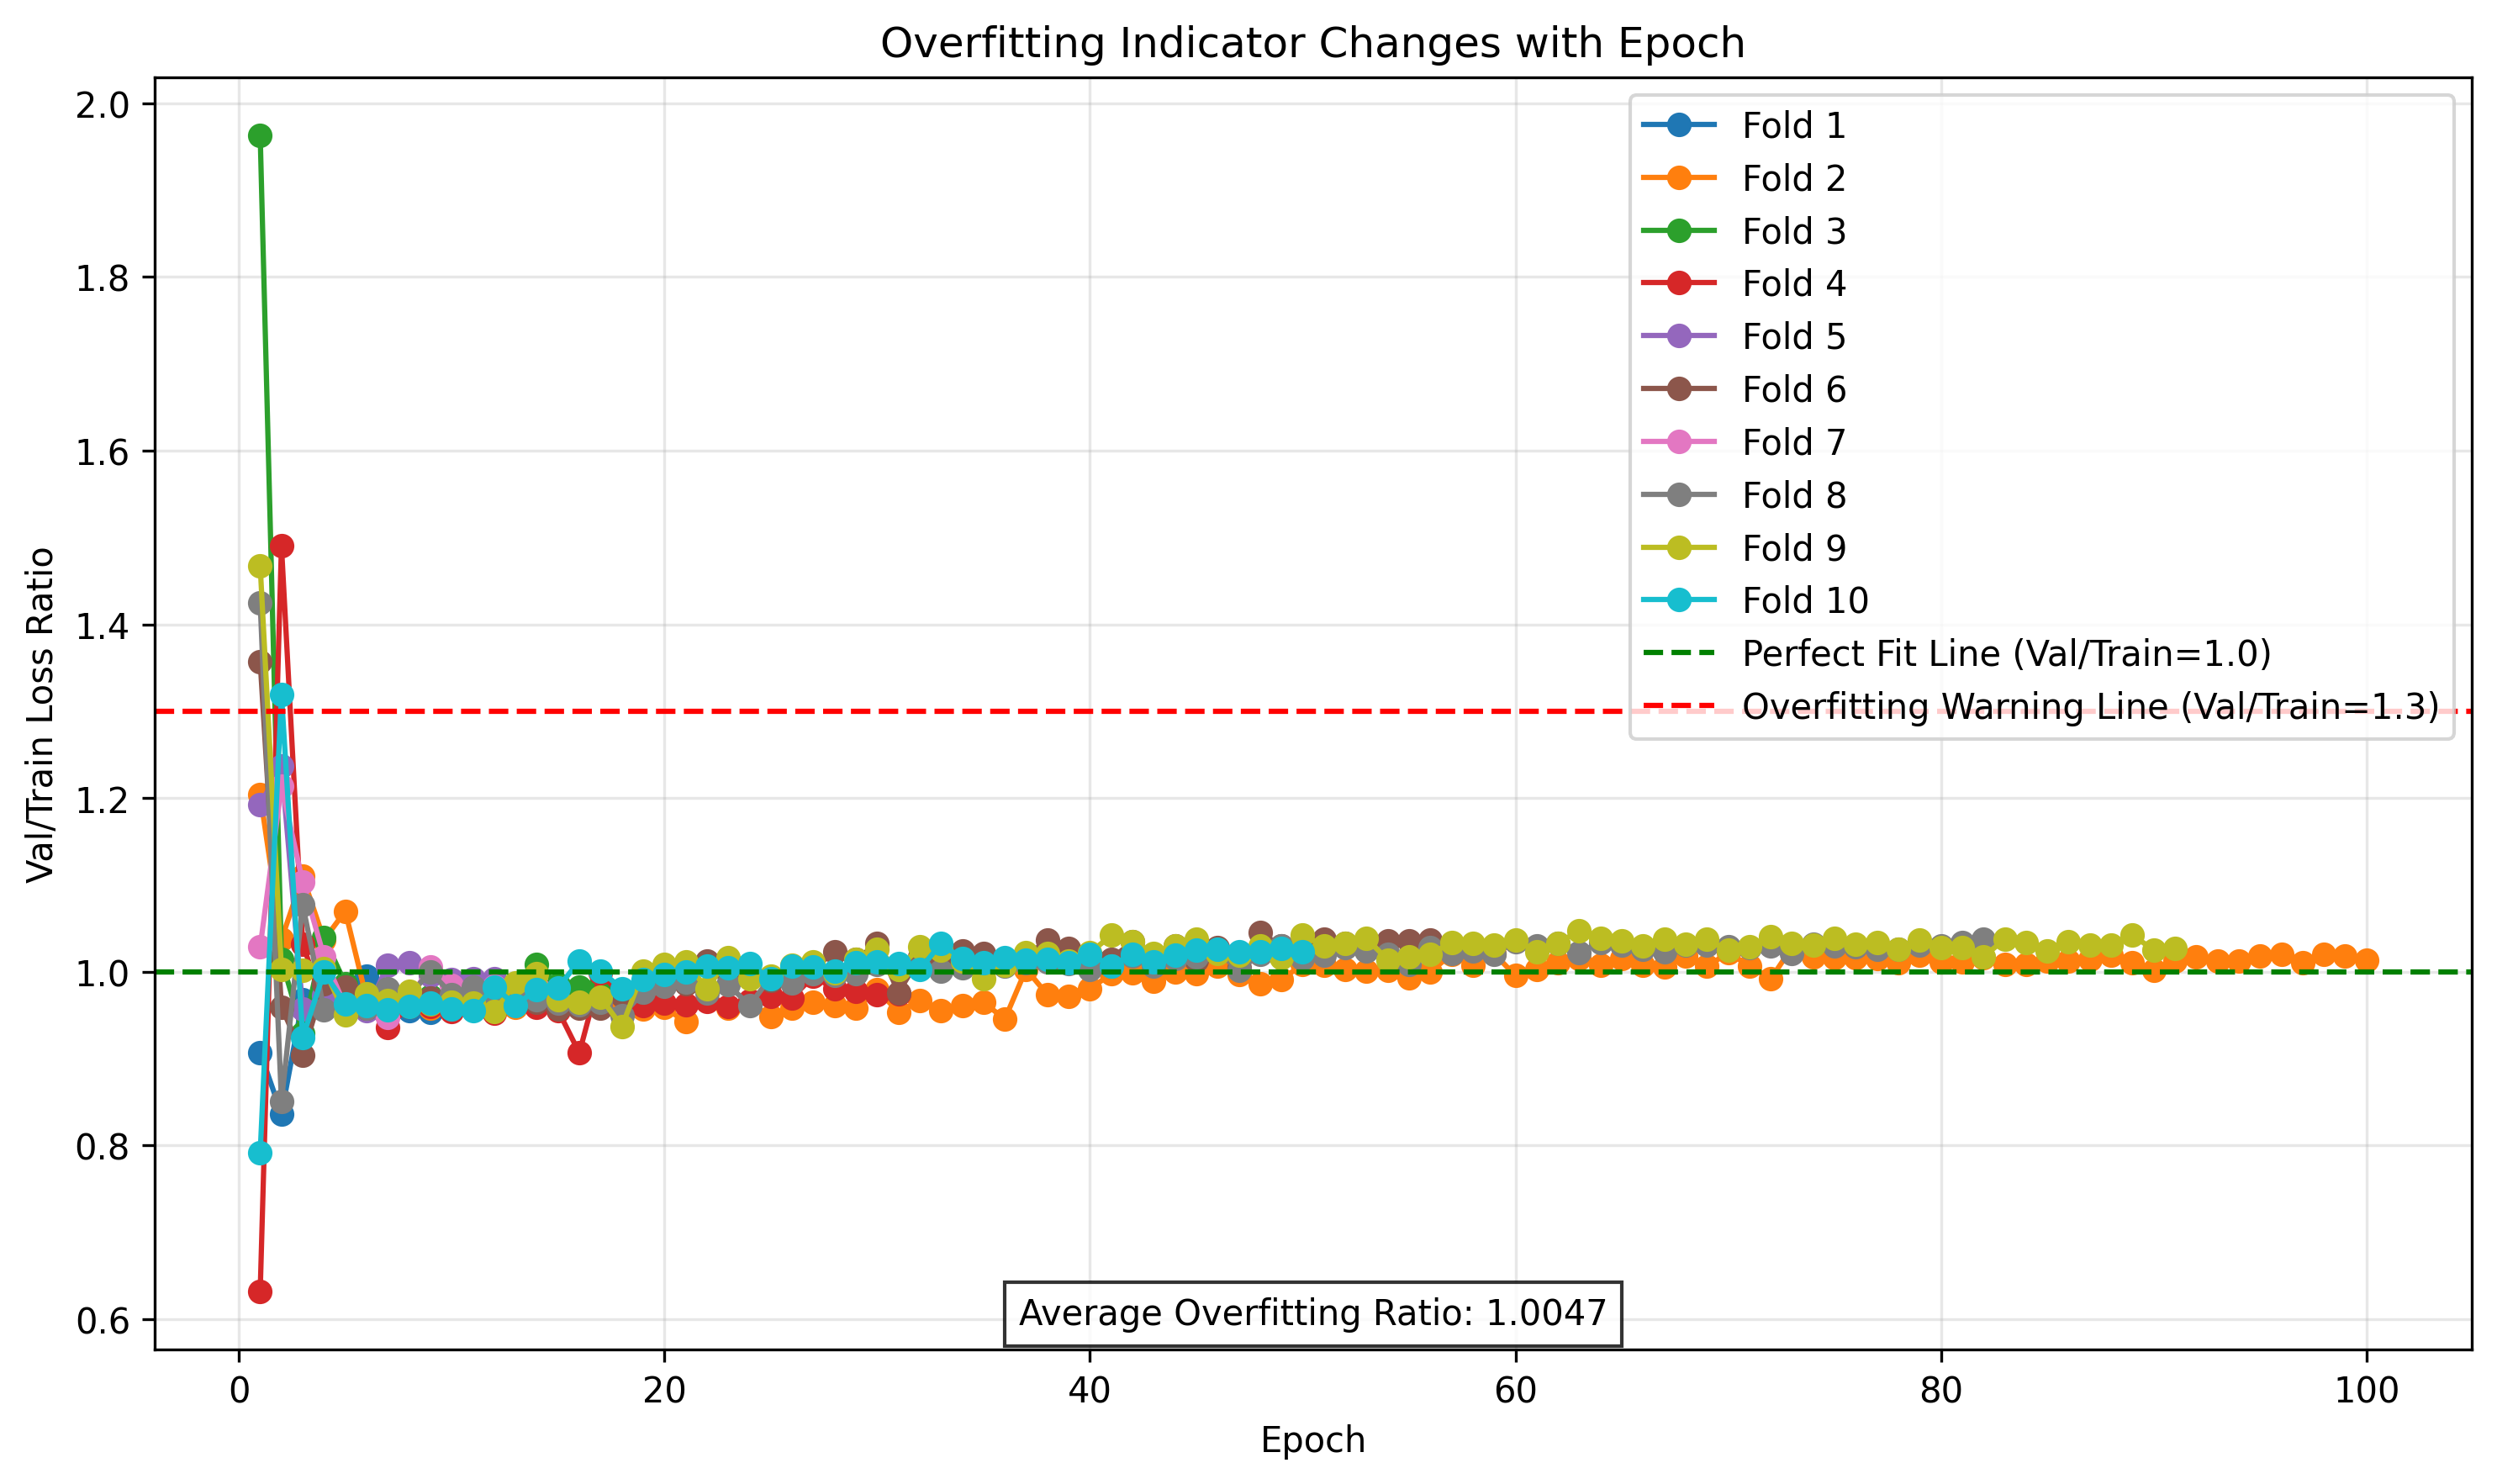 Overfitting Indicator Changes with Epoch
Val/Train Loss Ratio
2.0
1.8
1.6
1.4
1.2
1.0
0.8
0.6
Fold 1
Fold 2
Fold 3
Fold 4
Fold 5
Fold 6
Fold 7
Fold 8
Fold 9
Fold 10
Perfect Fit Line (Val/Train=1.0)
Overfitting Warning Line (Val/Train=1.3)
Average Overfitting Ratio: 1.0047
0 20 40 60 80 100
Epoch